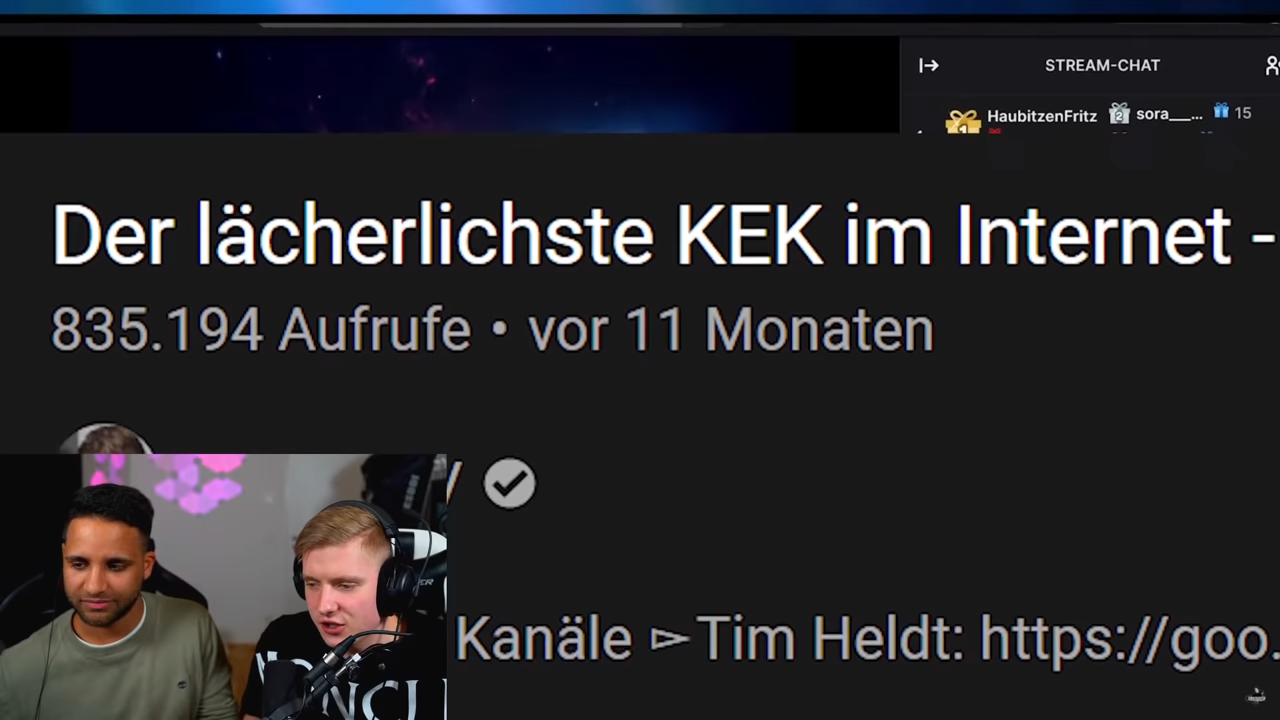 STREAM-CHAT
HaubitzenFritz sora___... 15
Der lächerlichste KEK im Internet -
835.194 Aufrufe • vor 11 Monaten
Kanäle ▻Tim Heldt: https://goo.